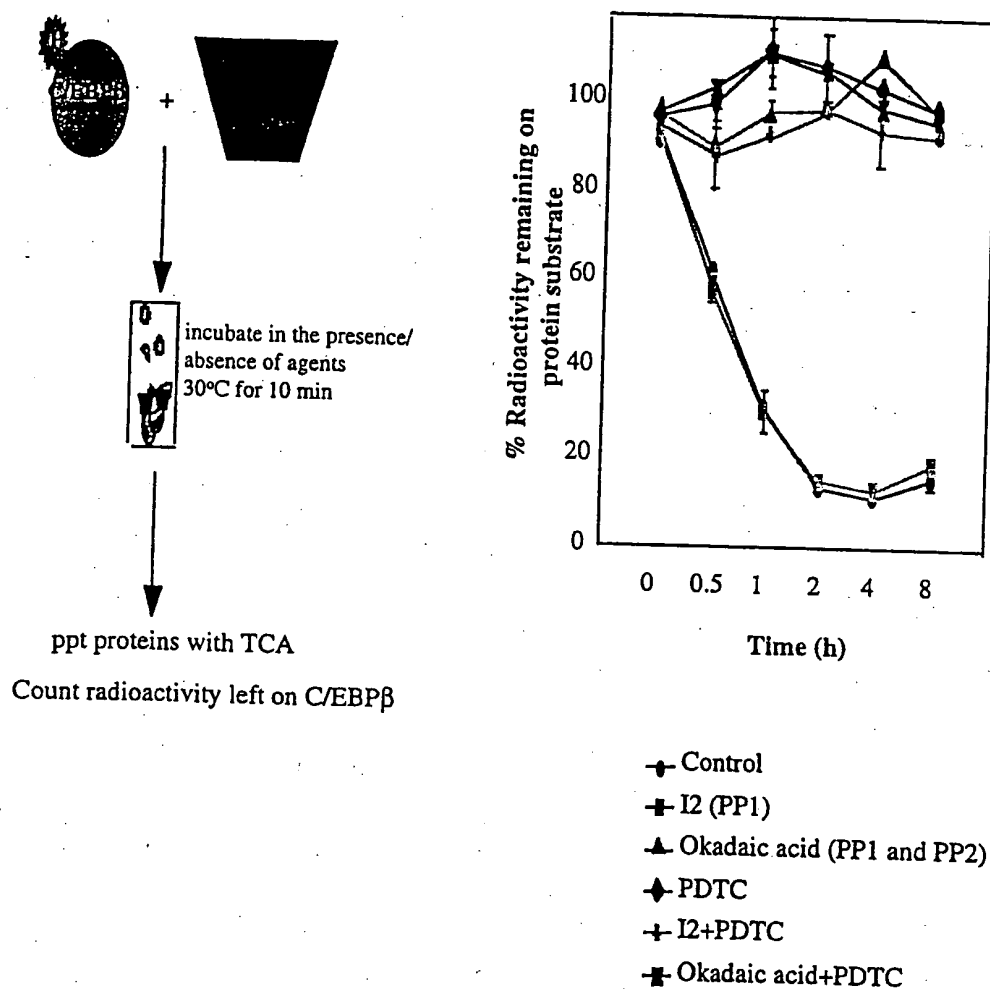 C/EBPβ
+
incubate in the presence/
absence of agents
30ºC for 10 min
ppt proteins with TCA
Count radioactivity left on C/EBPβ
% Radioactivity remaining on
protein substrate
100
80
60
40
20
0
0 0.5 1 2 4 8
Time (h)
Control
I2 (PP1)
Okadaic acid (PP1 and PP2)
PDTC
I2+PDTC
Okadaic acid+PDTC